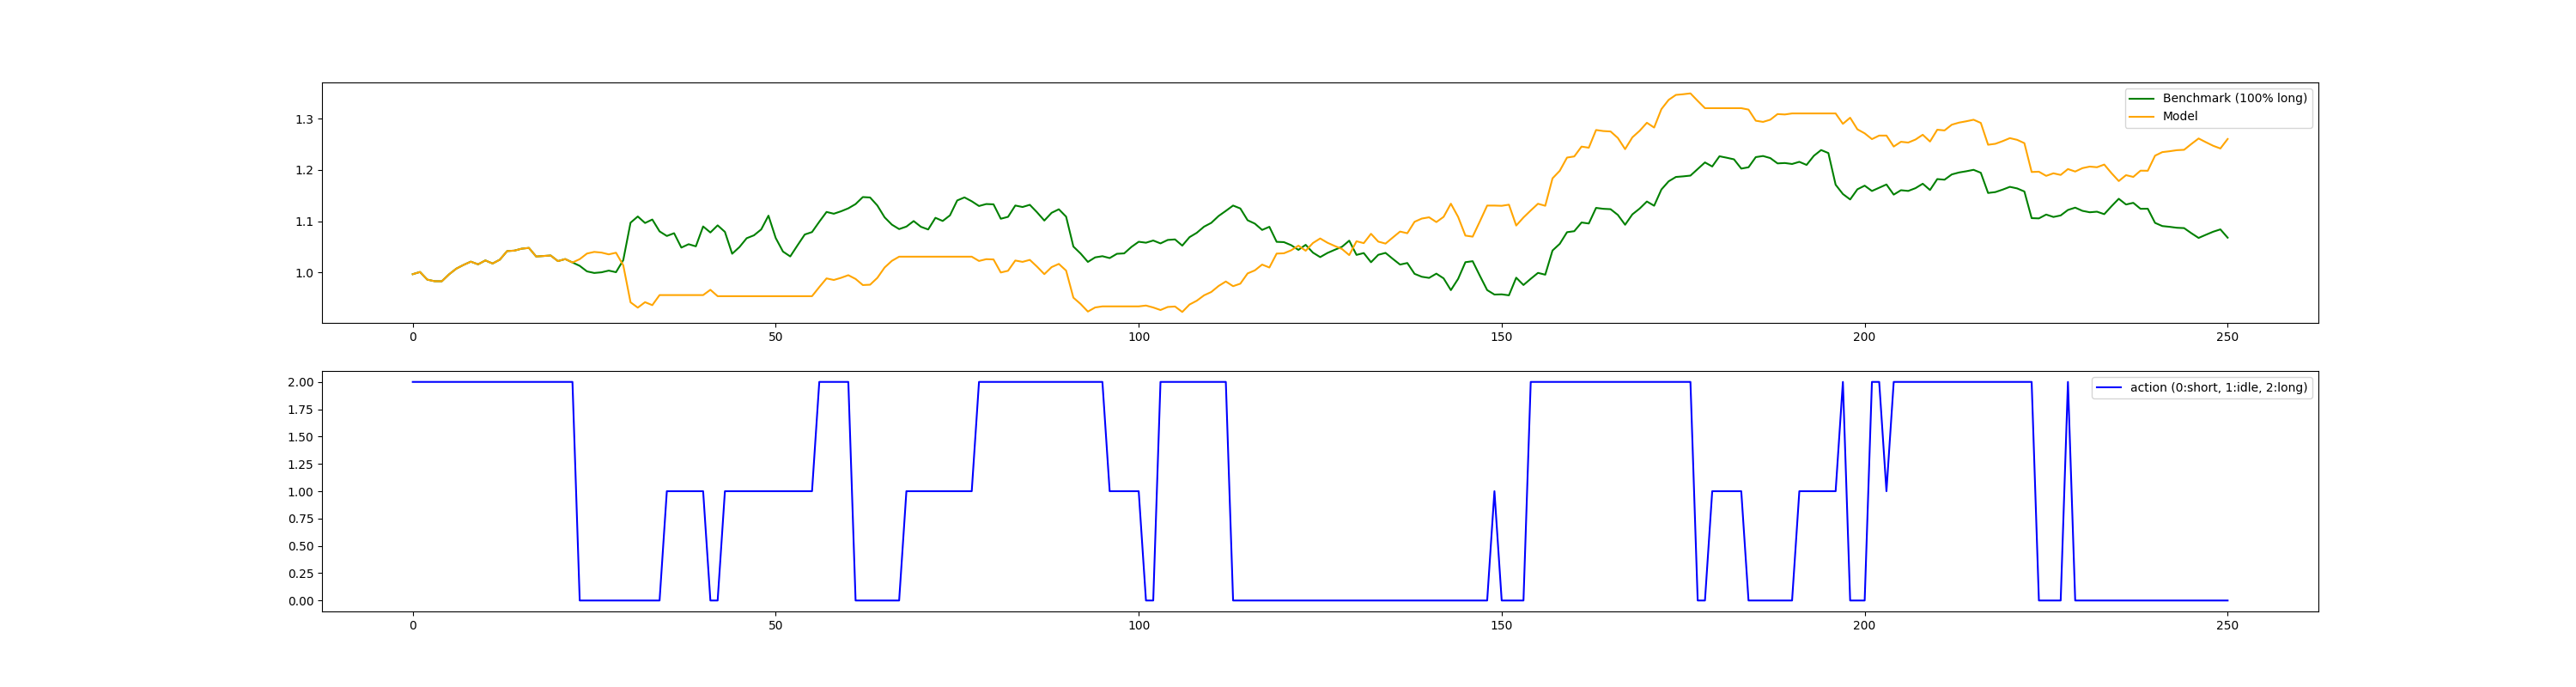 1.3
1.2
1.1
1.0
Benchmark (100% long)
Model
0 50 100 150 200 250
2.00
1.75
1.50
1.25
1.00
0.75
0.50
0.25
0.00
action (0:short, 1:idle, 2:long)
0 50 100 150 200 250